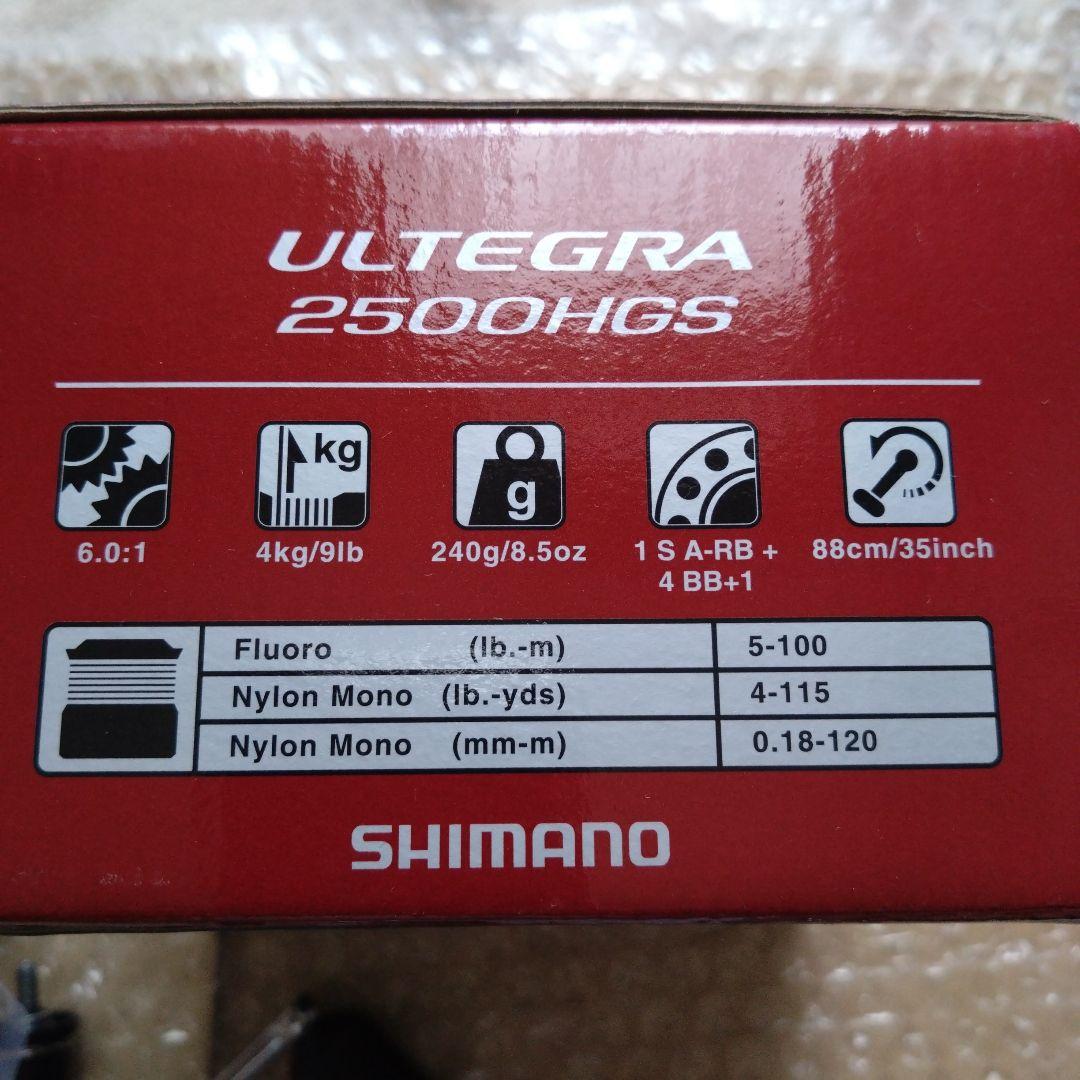 ULTEGRA
2500HGS
kg
g
6.0:1 4kg/9lb 240g/8.5oz 1 S A-RB + 88cm/35inch
4 BB+1
Fluoro (lb.-m) 5-100
Nylon Mono (lb.-yds) 4-115
Nylon Mono (mm-m) 0.18-120
SHIMANO